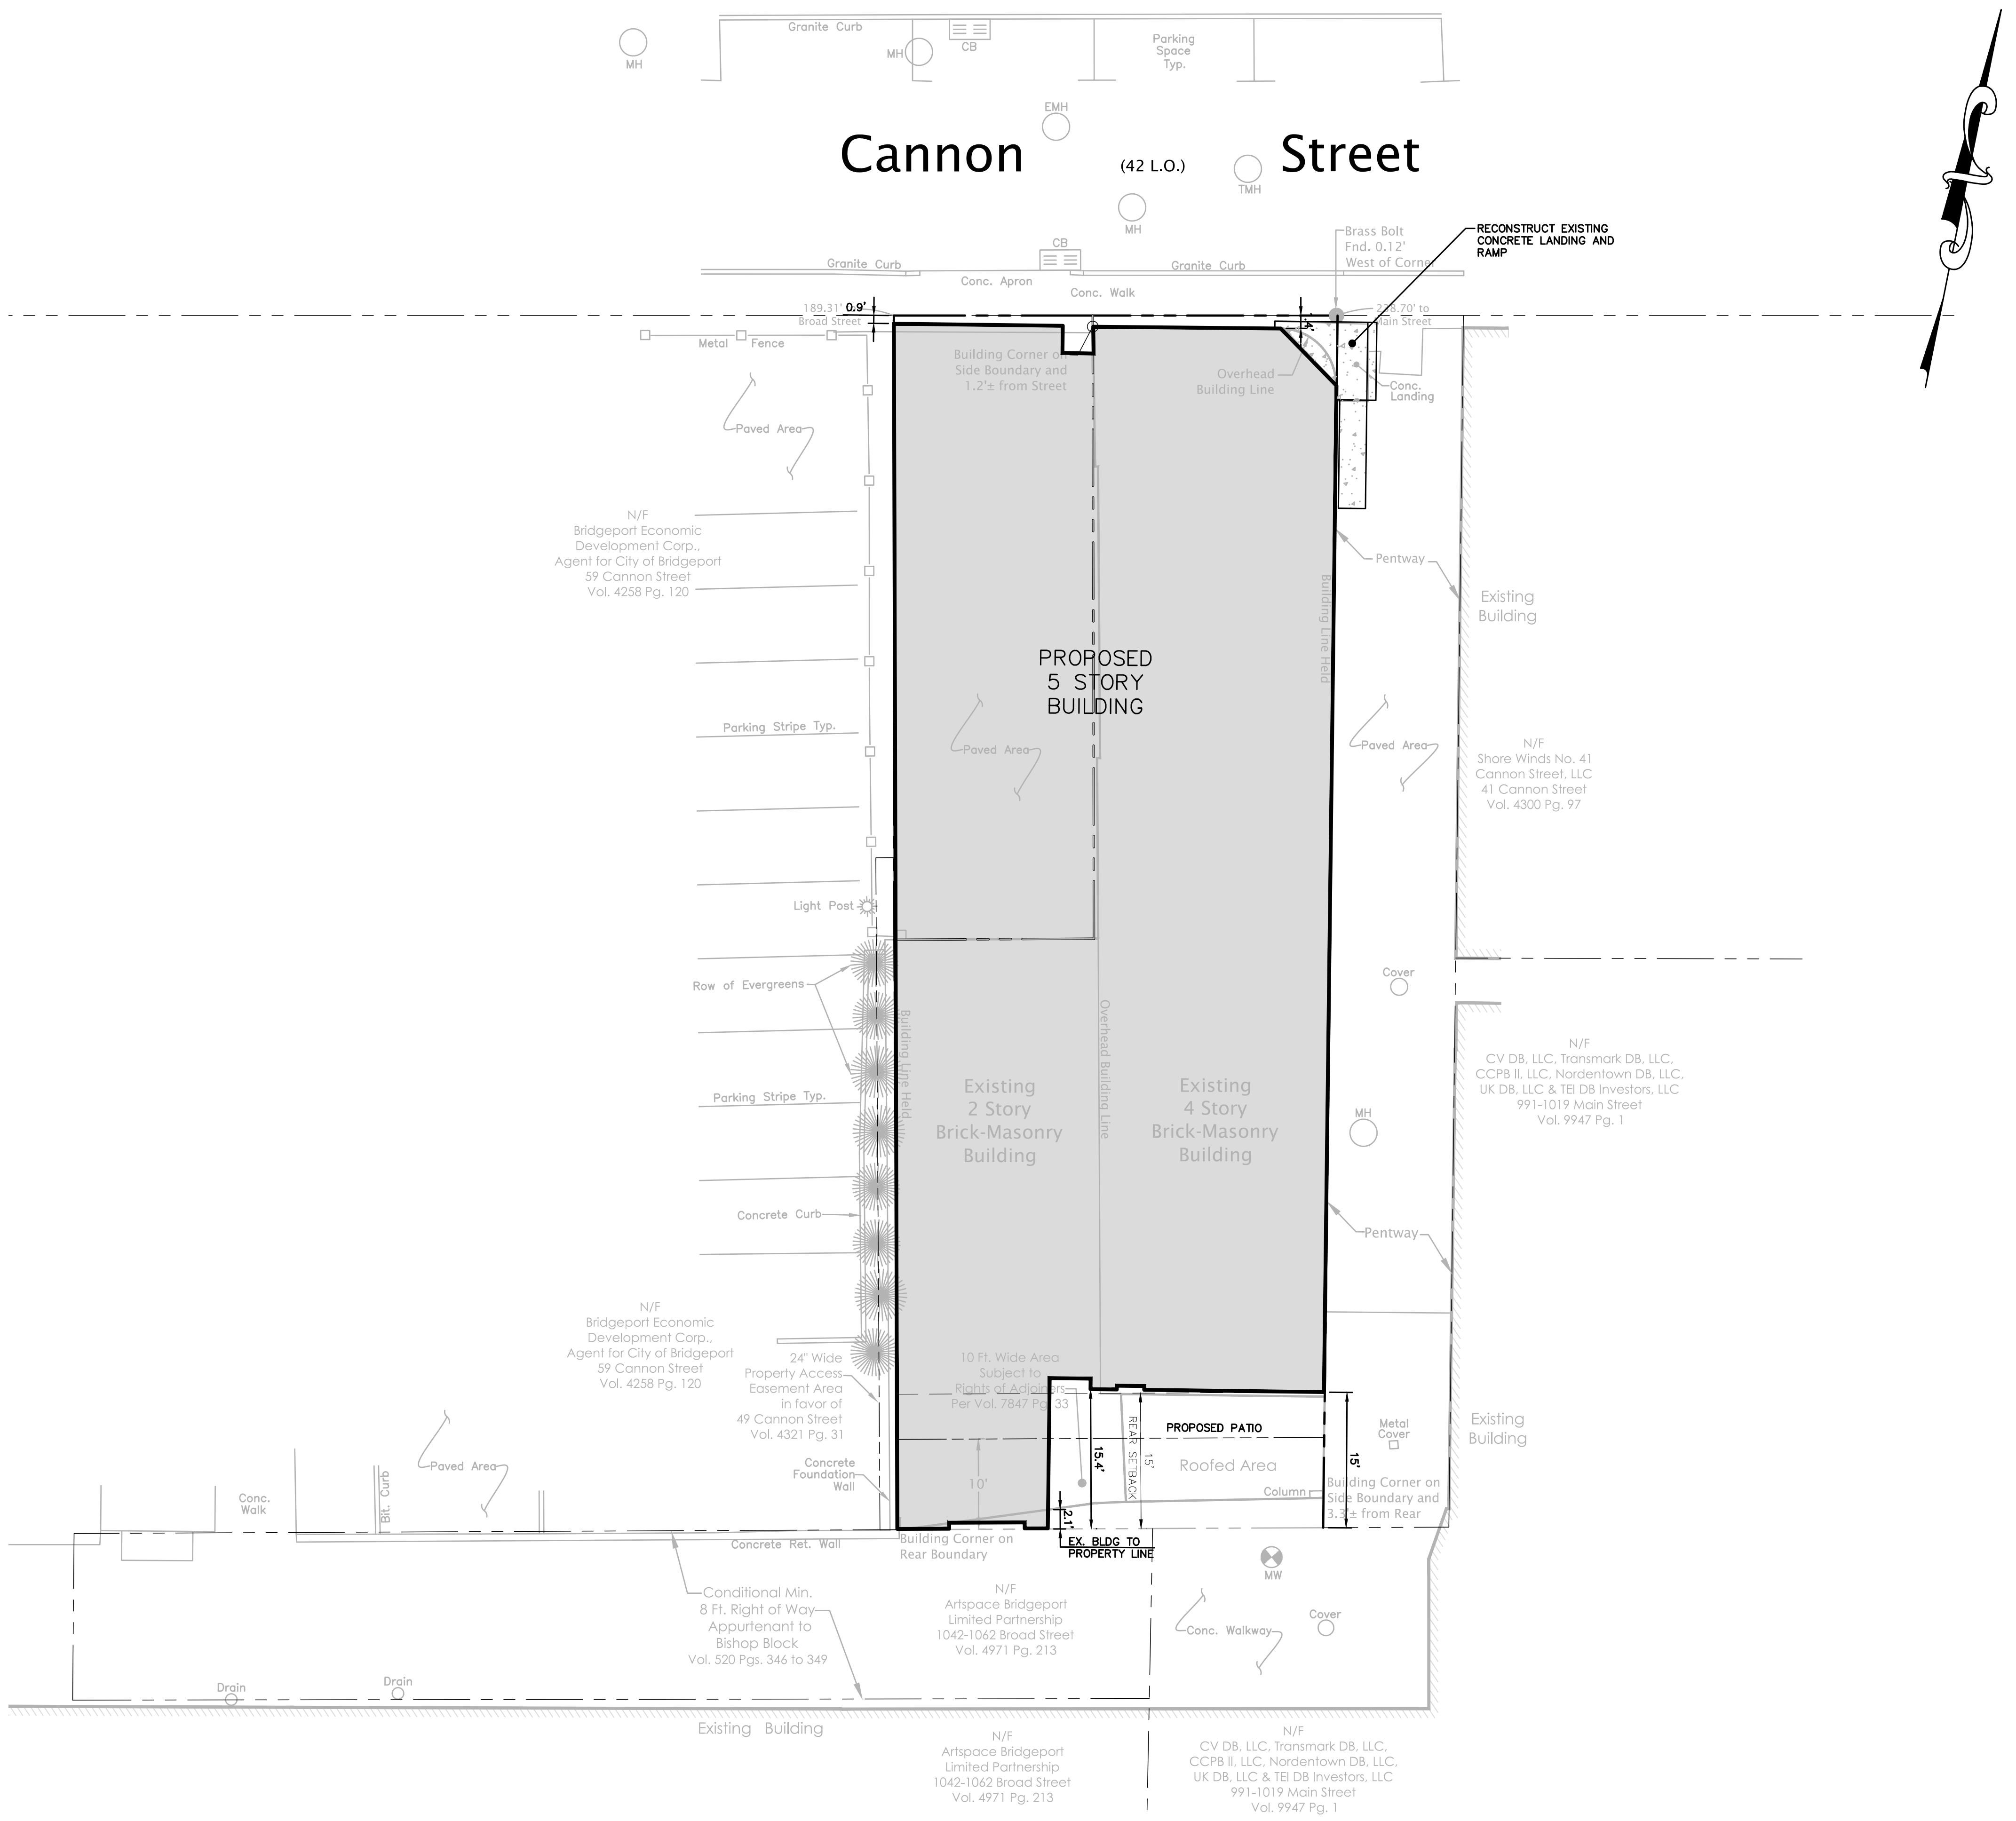 Granite Curb
CB
Parking
Space
Typ.
MH
MH
EMH
Cannon
(42 L.O.)
Street
TMH
MH
Brass Bolt
Fnd. 0.12'
West of Corner
RECONSTRUCT EXISTING
CONCRETE LANDING AND
RAMP
CB
Granite Curb
Granite Curb
Conc. Apron
Conc. Walk
189.31'
Broad Street
0.9'
to
Main Street
Metal Fence
Building Corner on
Side Boundary and
1.2'± from Street
Overhead
Building Line
Conc.
Landing
Paved Area
N/F
Bridgeport Economic
Development Corp.,
Agent for City of Bridgeport
59 Cannon Street
Vol. 4258 Pg. 120
Pentway
Existing
Building
Building Line Held
PROPOSED
5 STORY
BUILDING
Parking Stripe Typ.
Paved Area
Paved Area
N/F
Shore Winds No. 41
Cannon Street, LLC
41 Cannon Street
Vol. 4300 Pg. 97
Light Post
Row of Evergreens
Cover
Building Line Held
Overhead Building Line
N/F
CV DB, LLC, Transmark DB, LLC,
CCPB II, LLC, Nordentown DB, LLC,
UK DB, LLC & TEI DB Investors, LLC
991-1019 Main Street
Vol. 9947 Pg. 1
Existing
2 Story
Brick-Masonry
Building
Existing
4 Story
Brick-Masonry
Building
Parking Stripe Typ.
MH
Concrete Curb
Pentway
N/F
Bridgeport Economic
Development Corp.,
Agent for City of Bridgeport
59 Cannon Street
Vol. 4258 Pg. 120
24" Wide
Property Access
Easement Area
in favor of
49 Cannon Street
Vol. 4321 Pg. 31
10 Ft. Wide Area
Subject to
Rights of Adjoiners
Per Vol. 7847 Pg. 33
PROPOSED PATIO
REAR SETBACK
15'
15.4'
15'
Roofed Area
Metal
Cover
Existing
Building
Paved Area
Concrete
Foundation
Wall
10'
Column
Building Corner on
Side Boundary and
3.3'± from Rear
Conc.
Walk
Bit. Curb
2.1'
EX. BLDG TO
PROPERTY LINE
Concrete Ret. Wall
Building Corner on
Rear Boundary
MW
Conditional Min.
8 Ft. Right of Way
Appurtenant to
Bishop Block
Vol. 520 Pgs. 346 to 349
N/F
Artspace Bridgeport
Limited Partnership
1042-1062 Broad Street
Vol. 4971 Pg. 213
Cover
Conc. Walkway
Drain
Drain
Existing Building
N/F
Artspace Bridgeport
Limited Partnership
1042-1062 Broad Street
Vol. 4971 Pg. 213
N/F
CV DB, LLC, Transmark DB, LLC,
CCPB II, LLC, Nordentown DB, LLC,
UK DB, LLC & TEI DB Investors, LLC
991-1019 Main Street
Vol. 9947 Pg. 1